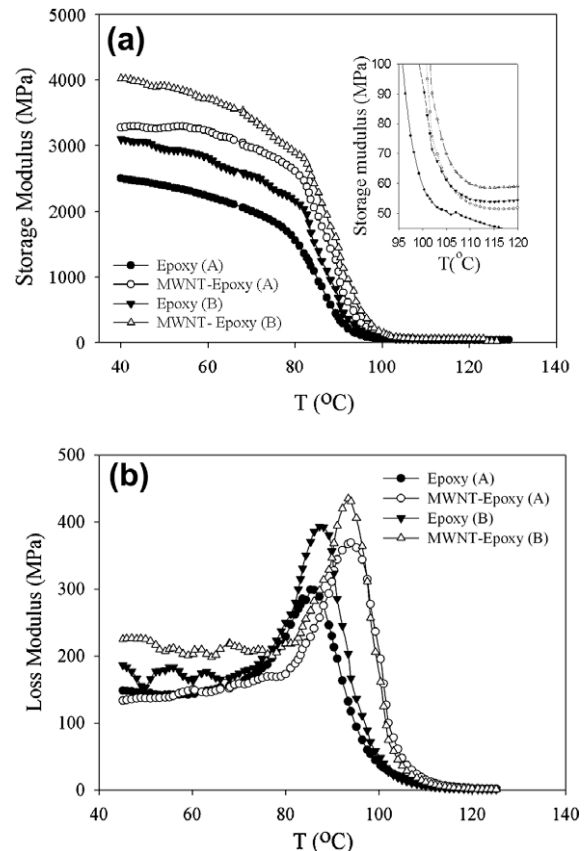 (a)
Storage Modulus (MPa)
5000
4000
3000
2000
1000
0
40
60
80
100
120
140
T (OC)
Epoxy (A)
MWNT-Epoxy (A)
Epoxy (B)
MWNT- Epoxy (B)
Storage mudulus (MPa)
100
90
80
70
60
50
95
100
105
110
115
120
T(oC)
(b)
Loss Modulus (MPa)
500
400
300
200
100
0
40
60
80
100
120
140
T (OC)
Epoxy (A)
MWNT-Epoxy (A)
Epoxy (B)
MWNT-Epoxy (B)